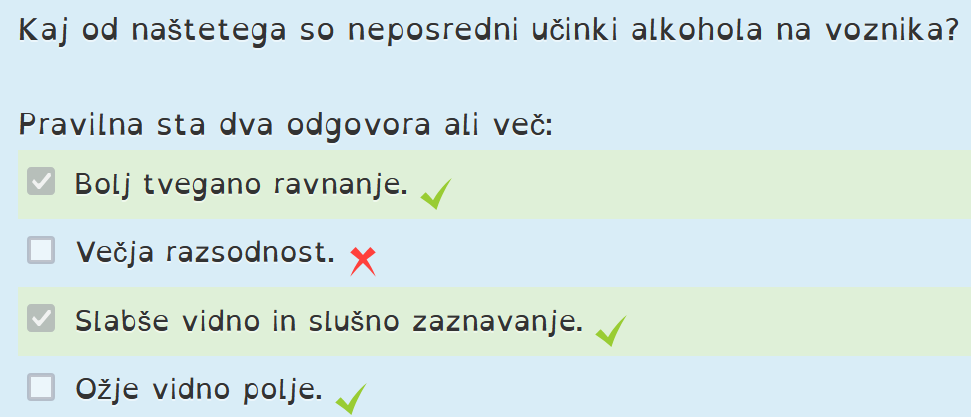 Kaj od naštetega so neposredni učinki alkohola na voznika?
Pravilna sta dva odgovora ali več:
Bolj tvegano ravnanje.
Večja razsodnost.
Slabše vidno in slušno zaznavanje.
Ožje vidno polje.